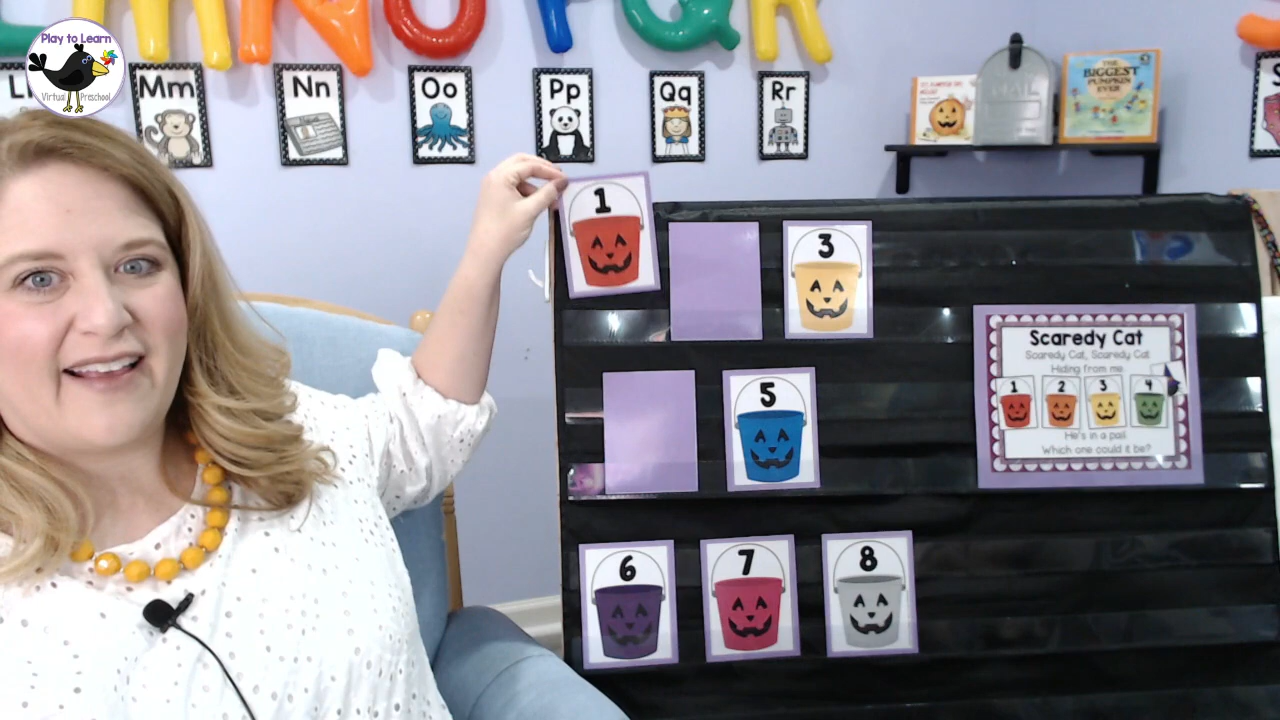 Play to Learn
Virtual Preschool
Mm
Nn
Oo
Pp
Qq
Rr
MAIL
THE BIGGEST PUMPKIN EVER
1
3
5
6
7
8
Scaredy Cat
Scaredy Cat, Scaredy Cat
Hiding from me.
1 2 3 4
He's in a pail.
Which one could it be?